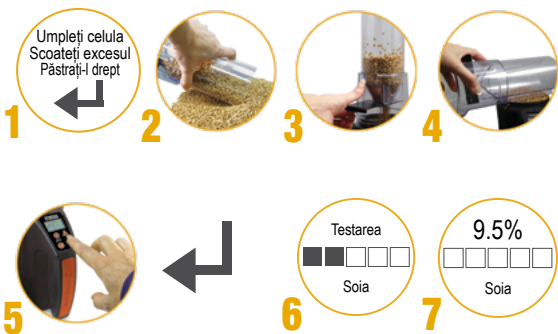 Umpleți celula
Scoateți excesul
Păstrați-l drept
1
2
3
4
5
Testarea
Soia
6
9.5%
Soia
7